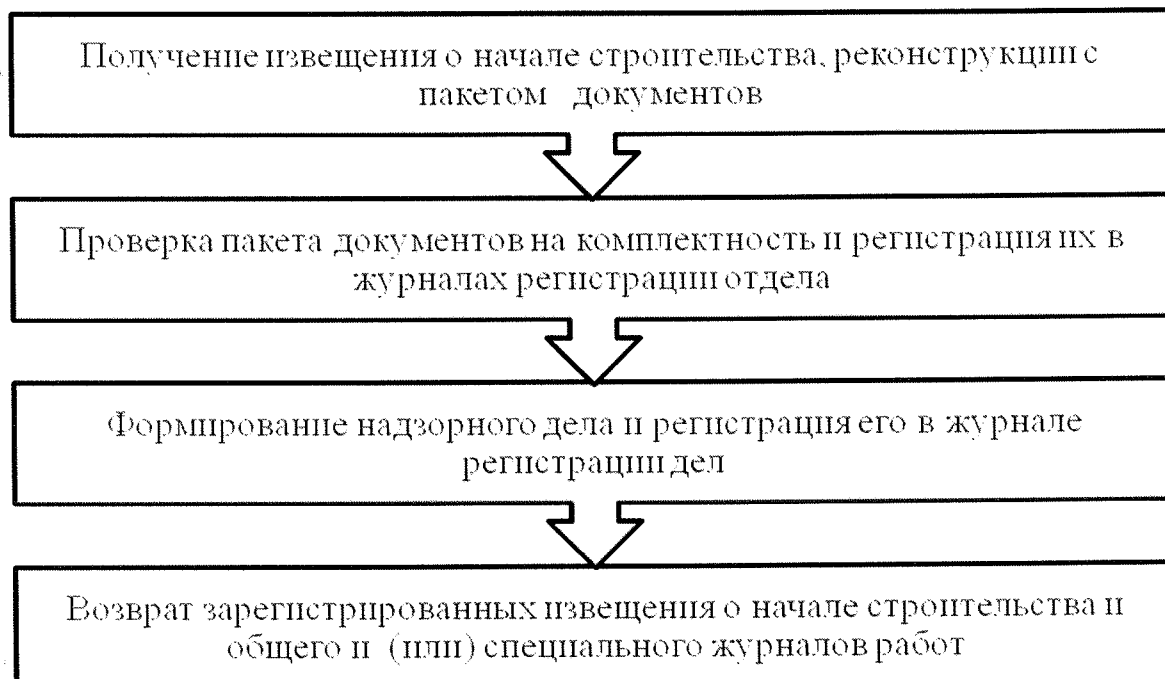 Получение извещения о начале строительства, реконструкции с
пакетом документов
Проверка пакета документов на комплектность и регистрация их в
журналах регистрации отдела
Формирование надзорного дела и регистрация его в журнале
регистрации дел
Возврат зарегистрированных извещения о начале строительства и
общего и (или) специального журналов работ